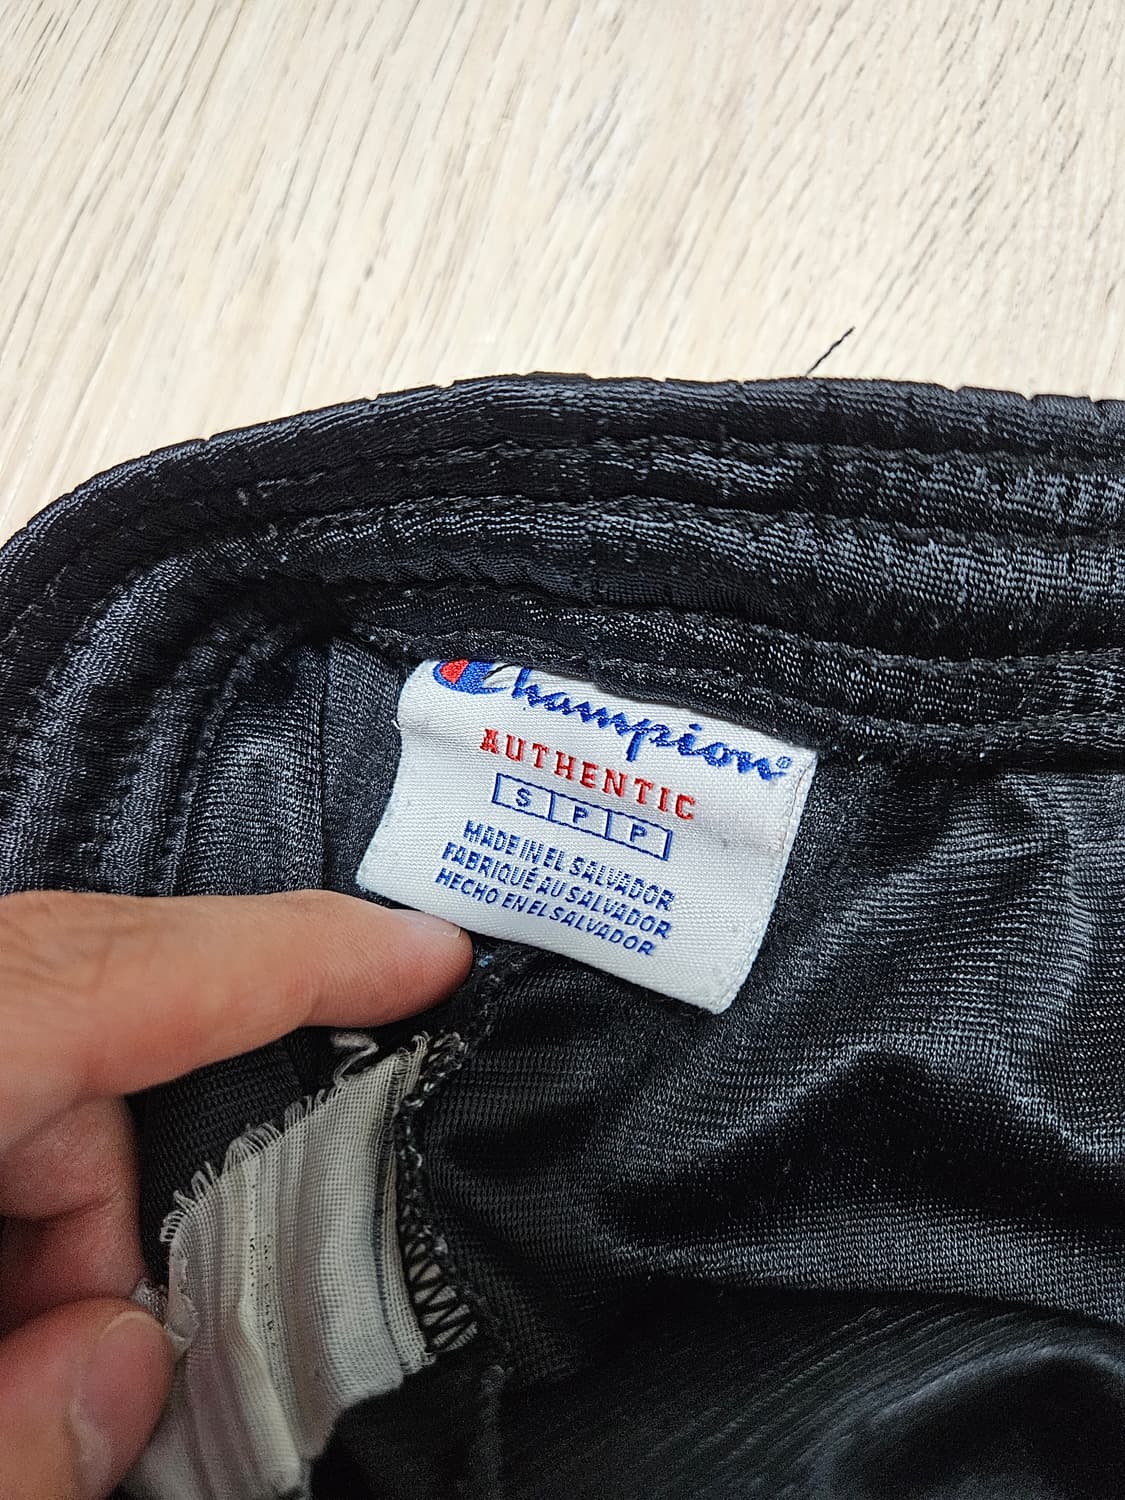 Champion®
AUTHENTIC
S P P
MADE IN EL SALVADOR
FABRIQUÉ AU SALVADOR
HECHO EN EL SALVADOR